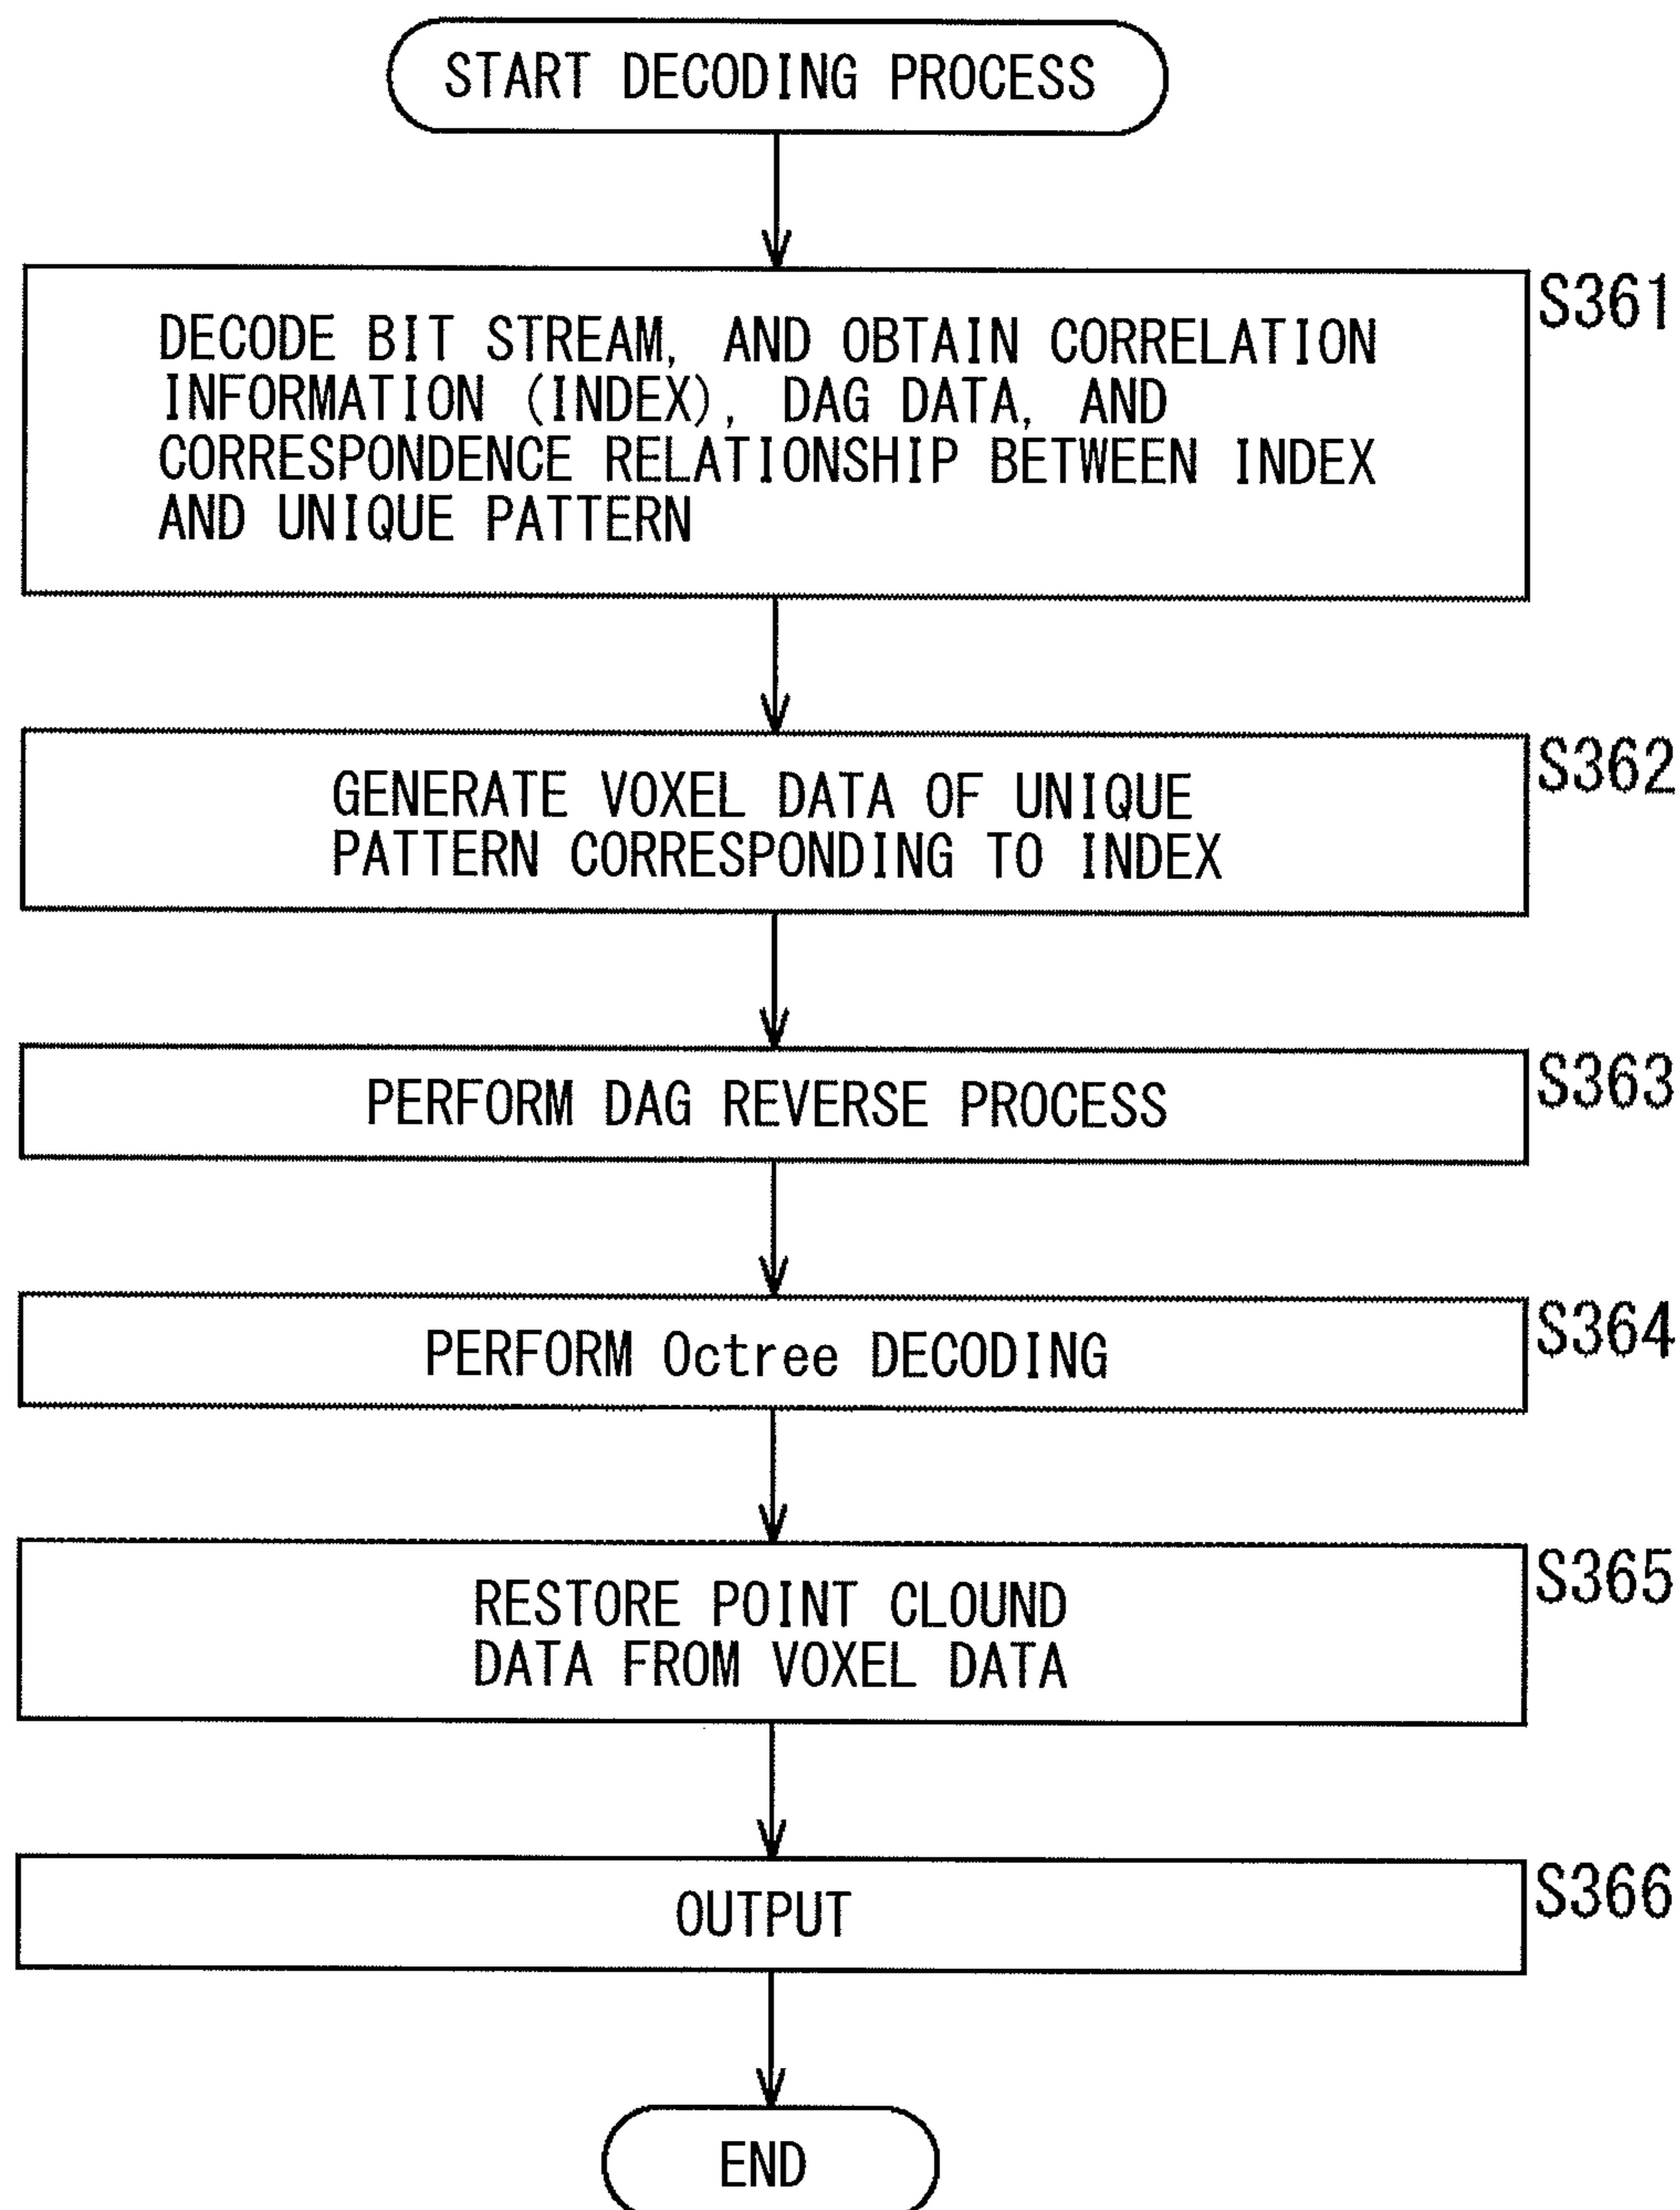 START DECODING PROCESS
S361
DECODE BIT STREAM, AND OBTAIN CORRELATION
INFORMATION (INDEX), DAG DATA, AND
CORRESPONDENCE RELATIONSHIP BETWEEN INDEX
AND UNIQUE PATTERN
S362
GENERATE VOXEL DATA OF UNIQUE
PATTERN CORRESPONDING TO INDEX
S363
PERFORM DAG REVERSE PROCESS
S364
PERFORM Octree DECODING
S365
RESTORE POINT CLOUND
DATA FROM VOXEL DATA
S366
OUTPUT
END